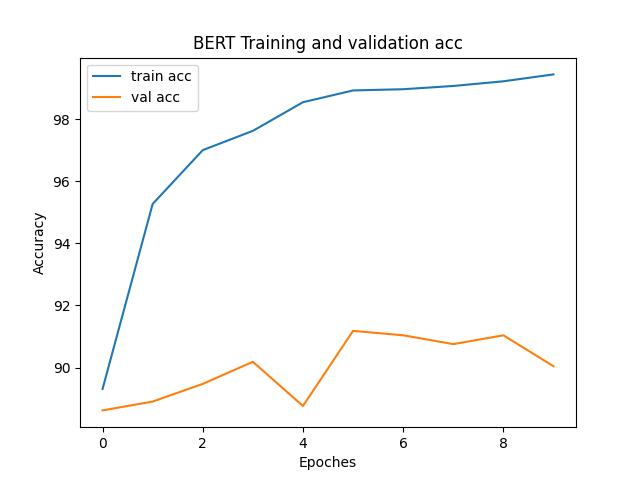 BERT Training and validation acc
train acc
val acc
98
96
94
92
90
Accuracy
0
2
4
6
8
Epoches